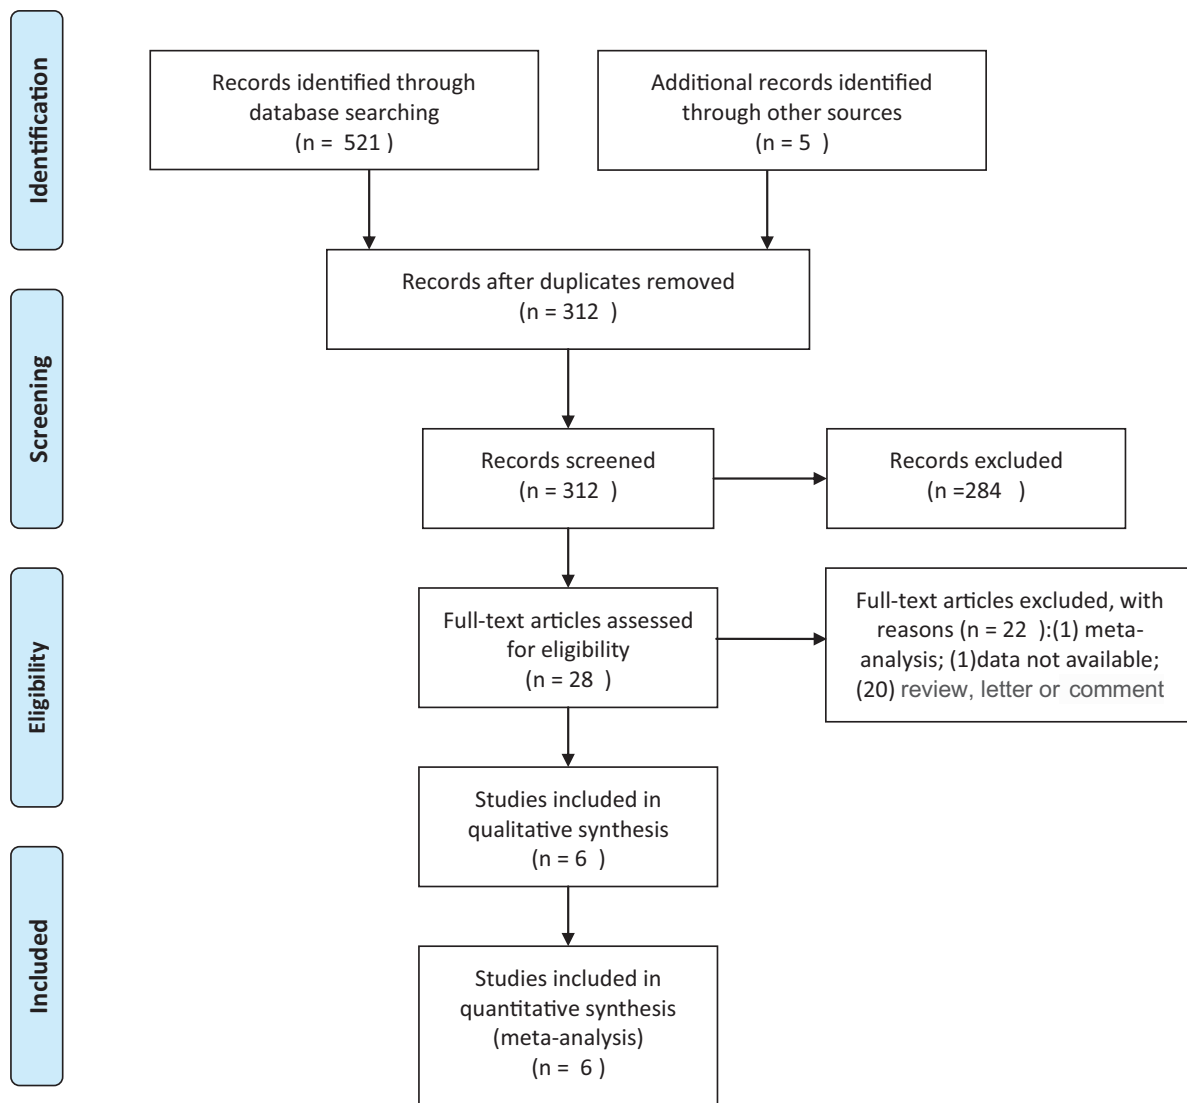 Identification
Records identified through
database searching
(n =  521 )
Additional records identified
through other sources
(n = 5  )
Records after duplicates removed
(n = 312  )
Screening
Records screened
(n = 312  )
Records excluded
(n =284   )
Eligibility
Full-text articles assessed
for eligibility
(n = 28  )
Full-text articles excluded, with
reasons (n = 22  ):(1) meta-
analysis; (1)data not available;
(20) review, letter or comment
Studies included in
qualitative synthesis
(n = 6  )
Included
Studies included in
quantitative synthesis
(meta-analysis)
(n =  6 )